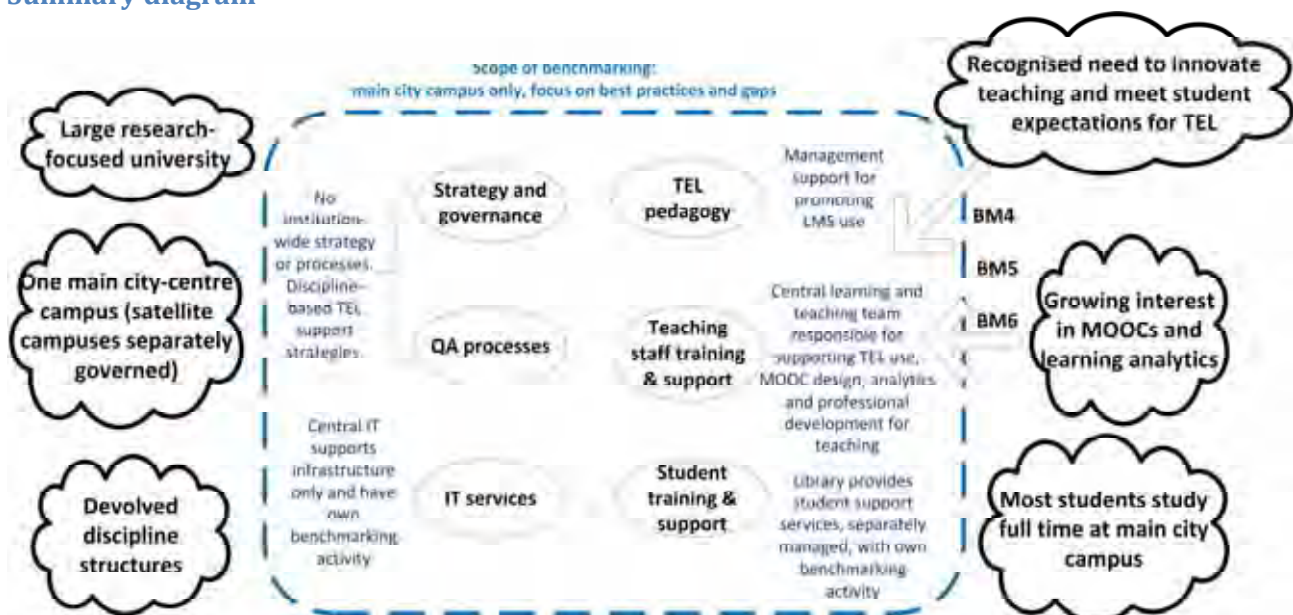 Summary diagram
Scope of benchmarking:
main city campus only, focus on best practices and gaps
Large research-
focused university
One main city-centre
campus (satellite
campuses separately
governed)
Devolved
discipline
structures
No
institution-
wide strategy
or processes.
Discipline-
based TEL
support
strategies.
Central IT
supports
infrastructure
only and have
own
benchmarking
activity
Strategy and
governance
QA processes
IT services
TEL
pedagogy
Teaching
staff training
& support
Student
training &
support
Management
support for
promoting
LMS use
Central learning and
teaching team
responsible for
supporting TEL use,
MOOC design, analytics
and professional
development for
teaching
Library provides
student support
services, separately
managed, with own
benchmarking
activity
BM4
BM5
BM6
Recognised need to innovate
teaching and meet student
expectations for TEL
Growing interest
in MOOCs and
learning analytics
Most students study
full time at main city
campus